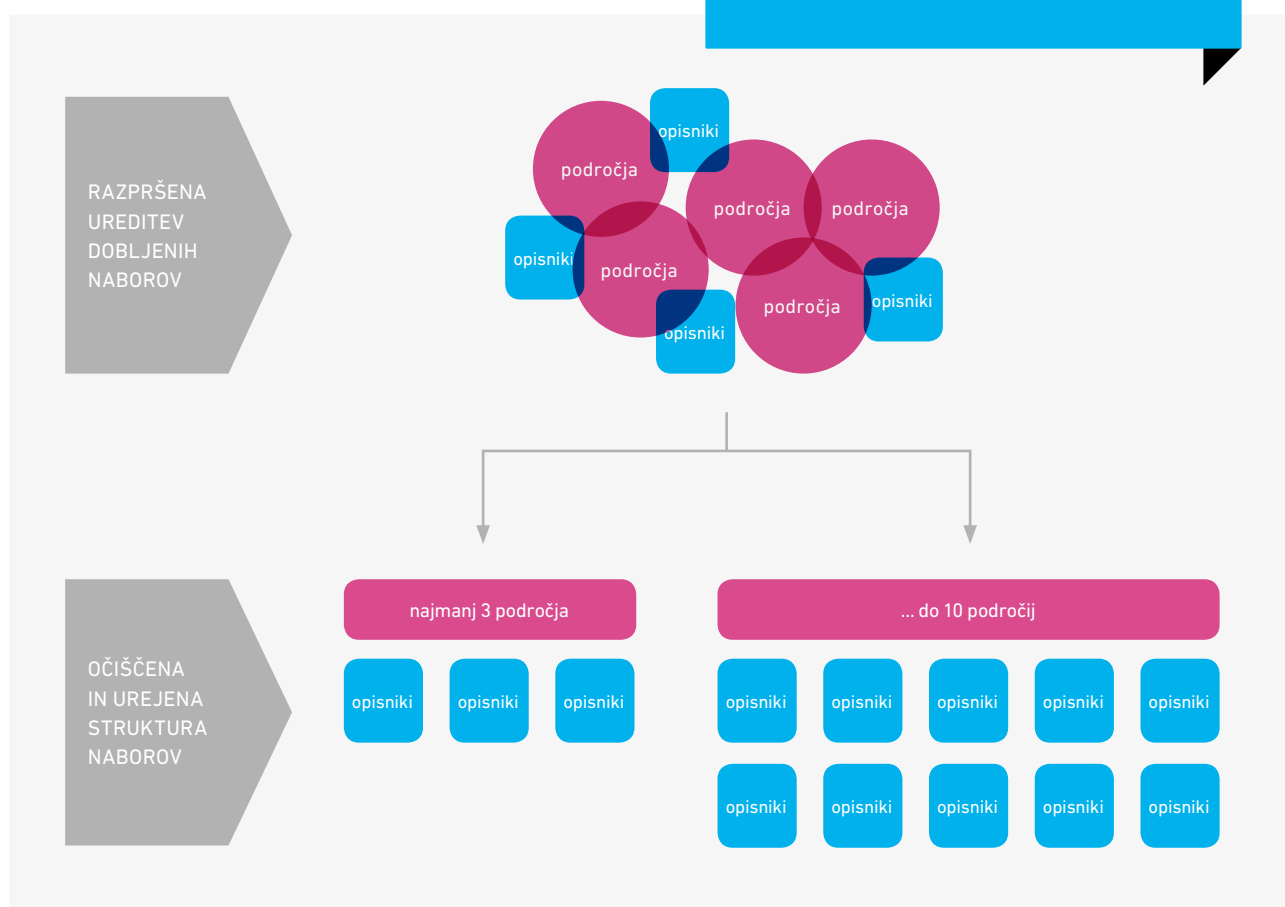 RAZPRŠENA
UREDITEV
DOBLJENIH
NABOROV
opisniki
področja
področja
področja
opisniki
področja
področja
opisniki
opisniki
OČIŠČENA
IN UREJENA
STRUKTURA
NABOROV
najmanj 3 področja
... do 10 področij
opisniki opisniki opisniki
opisniki opisniki opisniki opisniki opisniki
opisniki opisniki opisniki opisniki opisniki